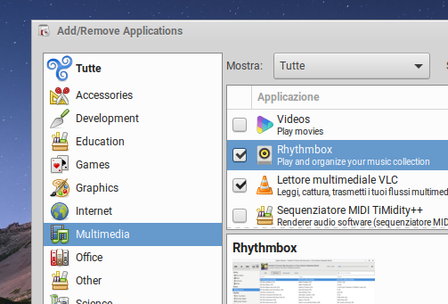 Add/Remove Applications
Tutte
Accessories
Development
Education
Games
Graphics
Internet
Multimedia
Office
Other
Science
Mostra:
Tutte
Applicazione
Videos
Play movies
Rhythmbox
Play and organize your music collection
Lettore multimediale VLC
Leggi, cattura, trasmetti i tuoi flussi multimed
Sequenziatore MIDI TiMidity++
Renderer audio software (sequenziatore MID
Rhythmbox